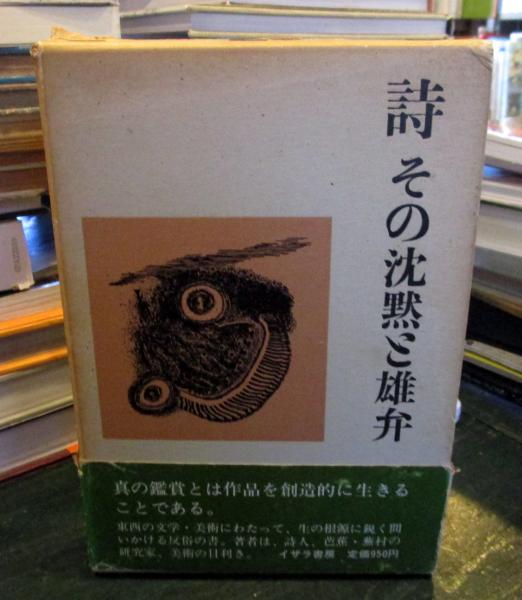 詩 その沈黙と雄弁
真の鑑賞とは作品を創造的に生きる
ことである。
東西の文学・美術にわたって、生の根源に鋭く問
いかける反俗の書。著者は、詩人、芭蕉・蕪村の
研究家、美術の目利き。 イザラ書房 定価950円